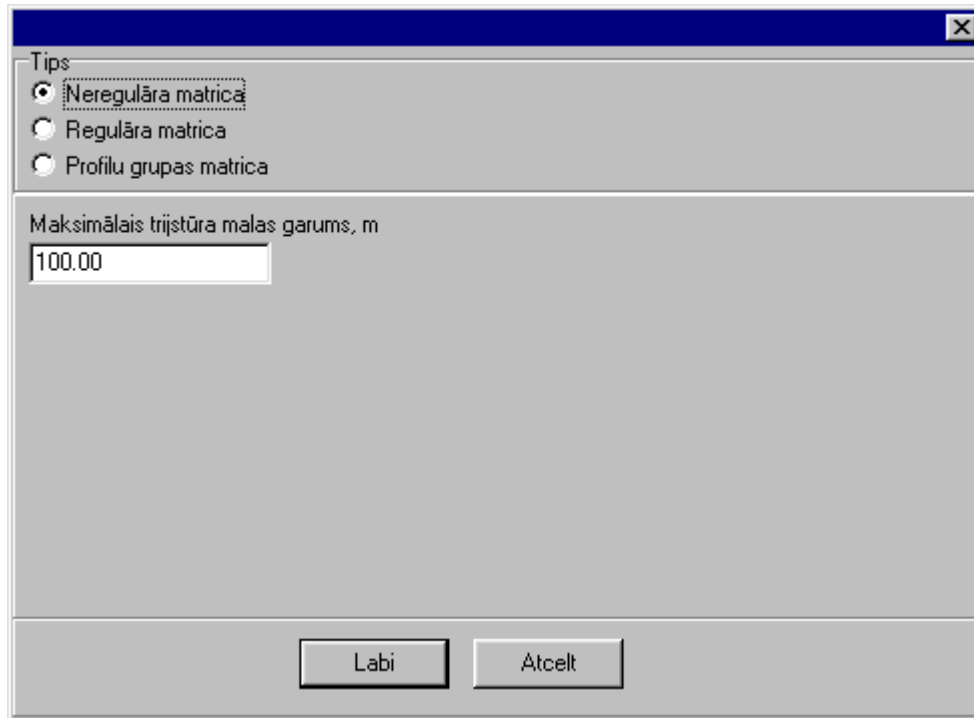 Tips
Neregulāra matrica
Regulāra matrica
Profilu grupas matrica
Maksimālais trijstūra malas garums, m
100.00
Labi
Atcelt